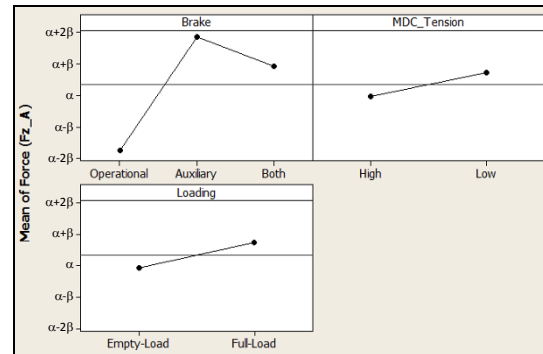 Mean of Force (Fz_A)
Brake
MDC_Tension
α+2β
α+β
α
α-β
α-2β
Operational Auxiliary Both
High Low
Loading
α+2β
α+β
α
α-β
α-2β
Empty-Load Full-Load